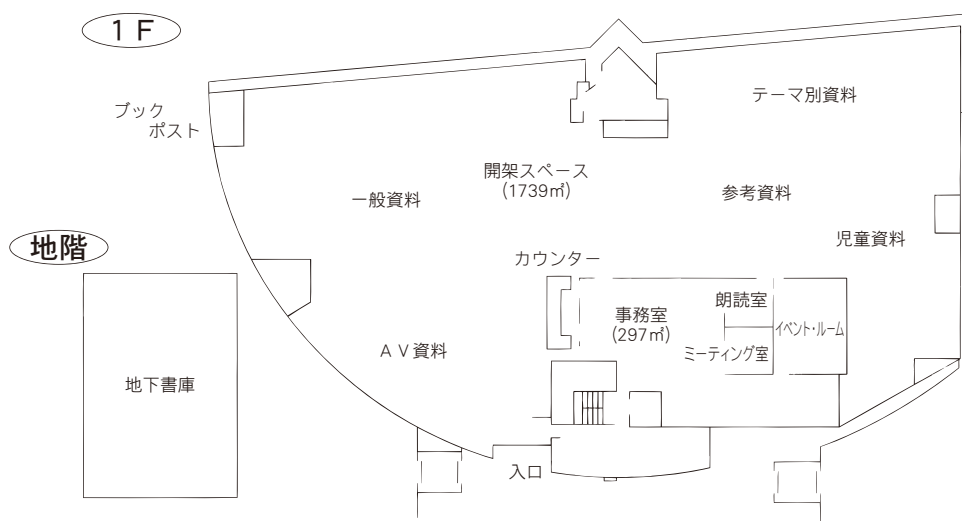 １Ｆ
テーマ別資料
ブック
ポスト
開架スペース
(1739㎡)
一般資料
参考資料
児童資料
地階
カウンター
朗読室
事務室
(297㎡)
イベント・ルーム
ミーティング室
ＡＶ資料
地下書庫
入口